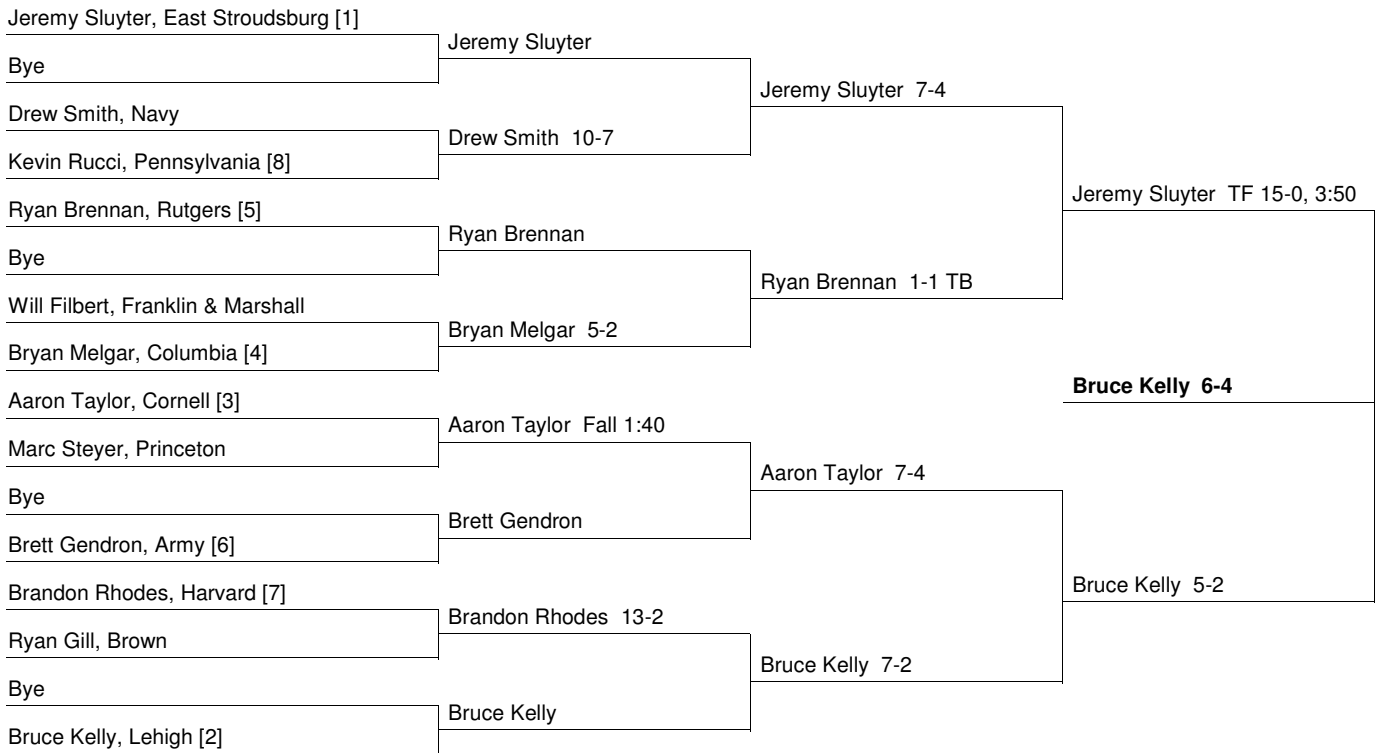 Jeremy Sluyter, East Stroudsburg [1]
Bye
Drew Smith, Navy
Kevin Rucci, Pennsylvania [8]
Ryan Brennan, Rutgers [5]
Bye
Will Filbert, Franklin & Marshall
Bryan Melgar, Columbia [4]
Aaron Taylor, Cornell [3]
Marc Steyer, Princeton
Bye
Brett Gendron, Army [6]
Brandon Rhodes, Harvard [7]
Ryan Gill, Brown
Bye
Bruce Kelly, Lehigh [2]
Jeremy Sluyter
Drew Smith 10-7
Ryan Brennan
Bryan Melgar 5-2
Aaron Taylor Fall 1:40
Brett Gendron
Brandon Rhodes 13-2
Bruce Kelly
Jeremy Sluyter 7-4
Ryan Brennan 1-1 TB
Aaron Taylor 7-4
Bruce Kelly 7-2
Jeremy Sluyter TF 15-0, 3:50
Bruce Kelly 6-4
Bruce Kelly 5-2